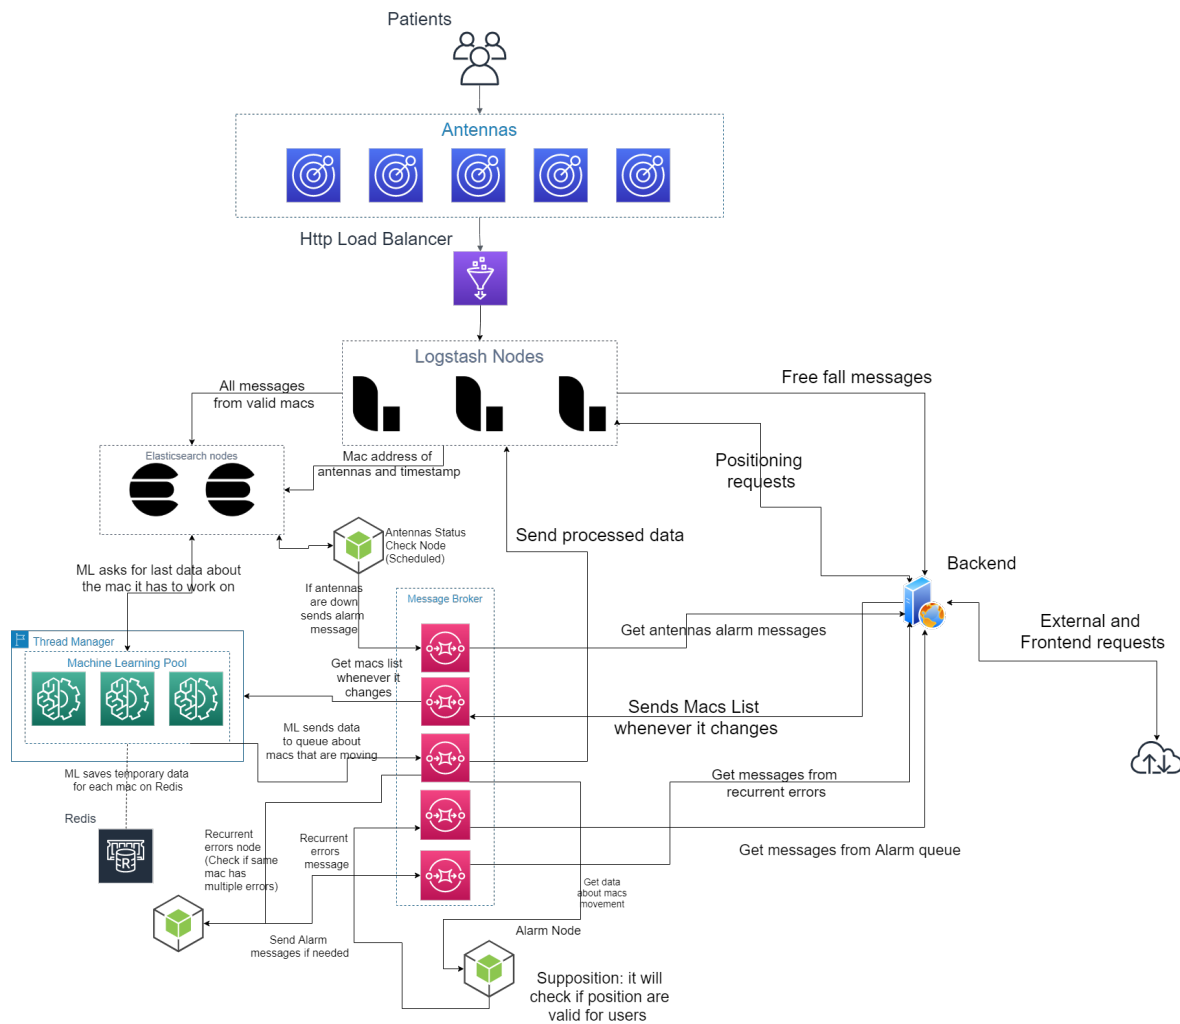 Patients
Antennas
Http Load Balancer
Logstash Nodes
Free fall messages
All messages
from valid macs
Elasticsearch nodes
Mac address of
antennas and timestamp
Positioning
requests
Antennas Status
Check Node
(Scheduled)
Send processed data
Backend
ML asks for last data about
the mac it has to work on
If antennas
are down
sends alarm
message
Message Broker
External and
Frontend requests
Get antennas alarm messages
Thread Manager
Machine Learning Pool
Get macs list
whenever it
changes
Sends Macs List
whenever it changes
ML sends data
to queue about
macs that are moving
ML saves temporary data
for each mac on Redis
Get messages from
recurrent errors
Redis
R
Recurrent
errors node
(Check if same
mac has
multiple errors)
Recurrent
errors
message
Get messages from Alarm queue
Get data
about macs
movement
Send Alarm
messages if needed
Alarm Node
Supposition: it will
check if position are
valid for users